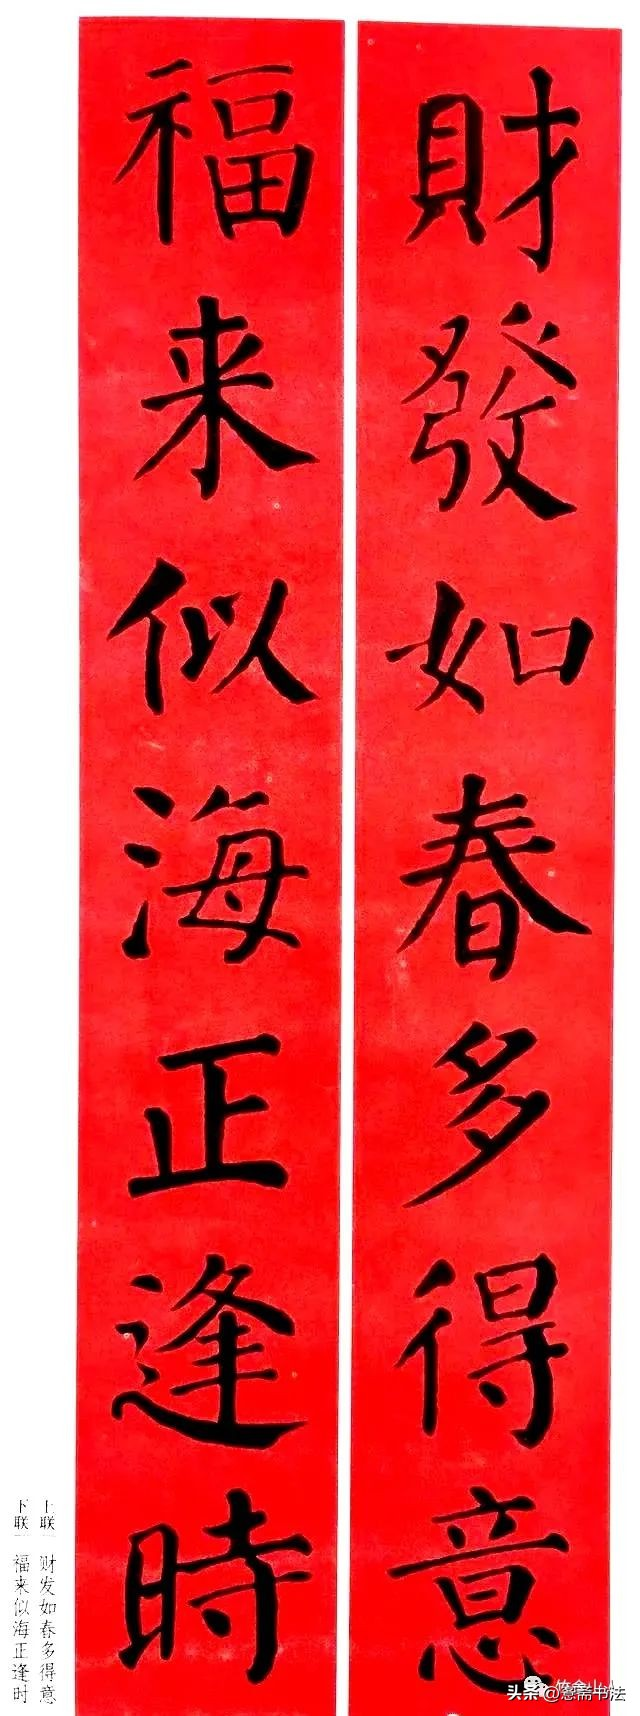 財發如春多得意
福来似海正逢時
上联 财发如春多得意
下联 福来似海正逢时
头条@惫斋书法